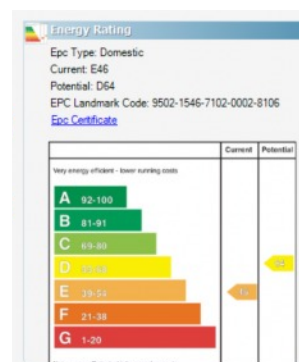 Energy Rating
Epc Type: Domestic
Current: E46
Potential: D64
EPC Landmark Code: 9502-1546-7102-0002-8106
Epc Certificate
Current Potential
Very energy efficient - lower running costs
A 92-100
B 81-91
C 69-80
D
E 39-54
F 21-38
G 1-20